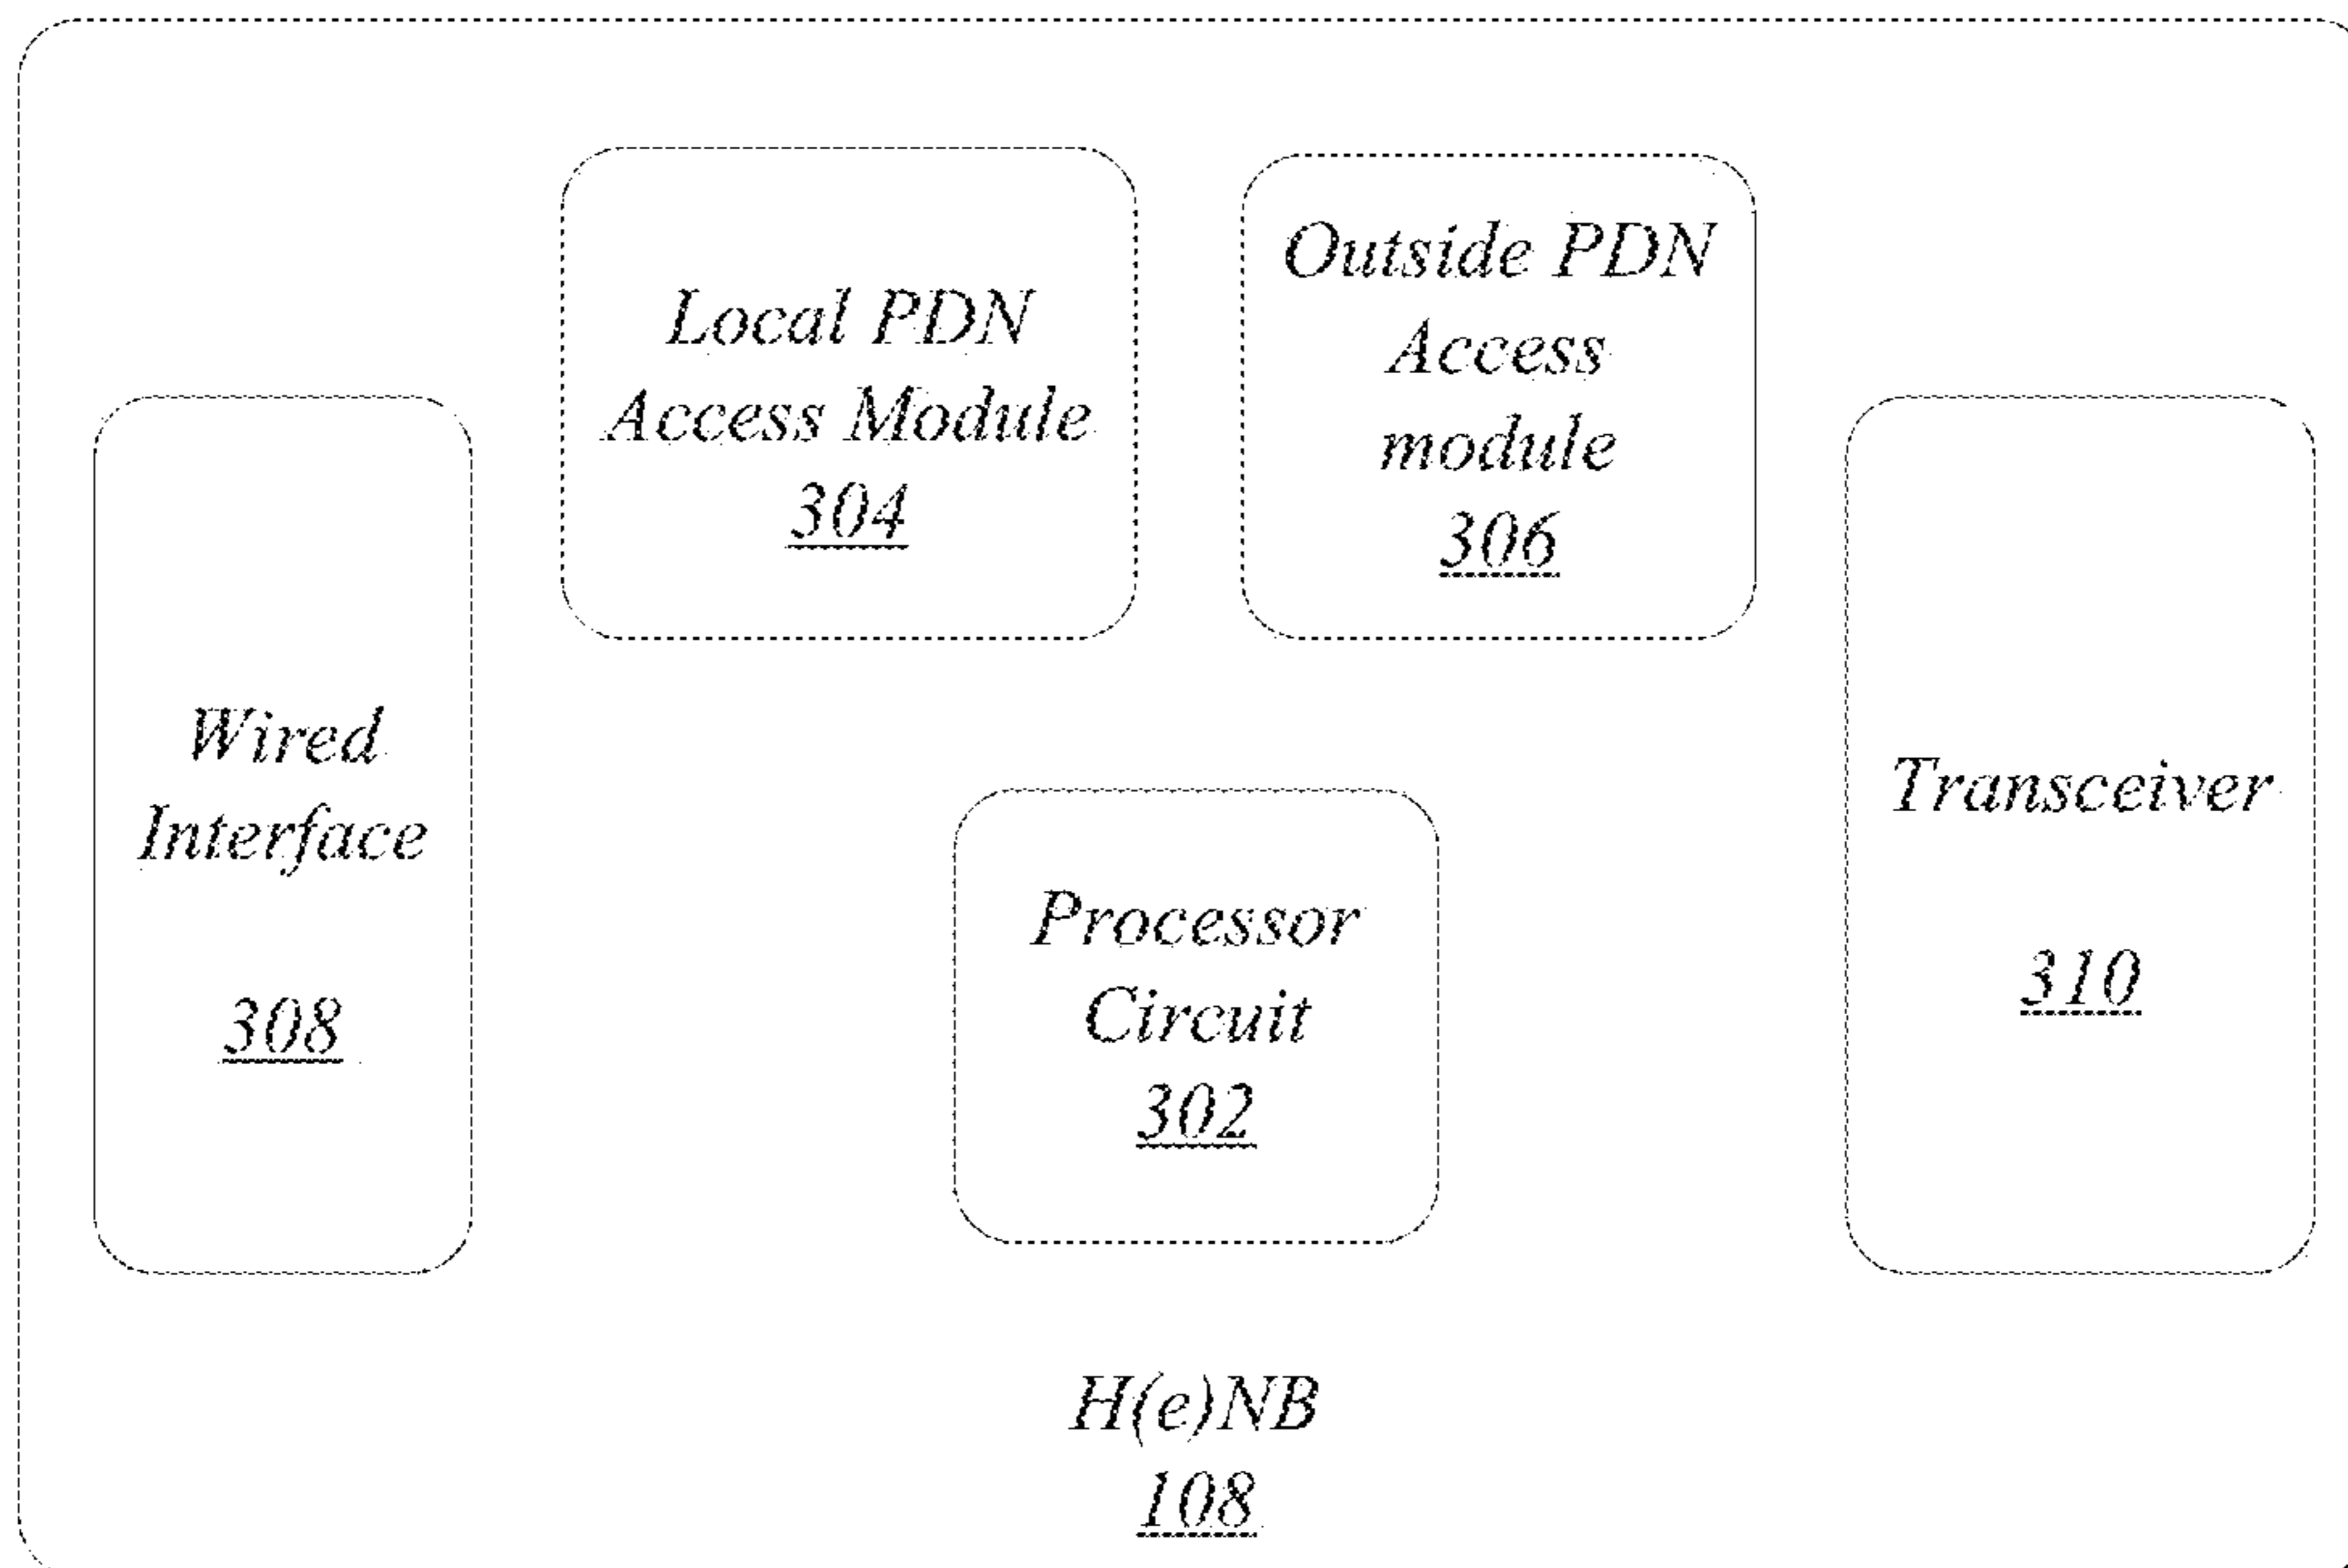 Local PDN
Access Module
304
Outside PDN
Access
module
306
Wired
Interface
308
Processor
Circuit
302
Transceiver
310
H(e)NB
108